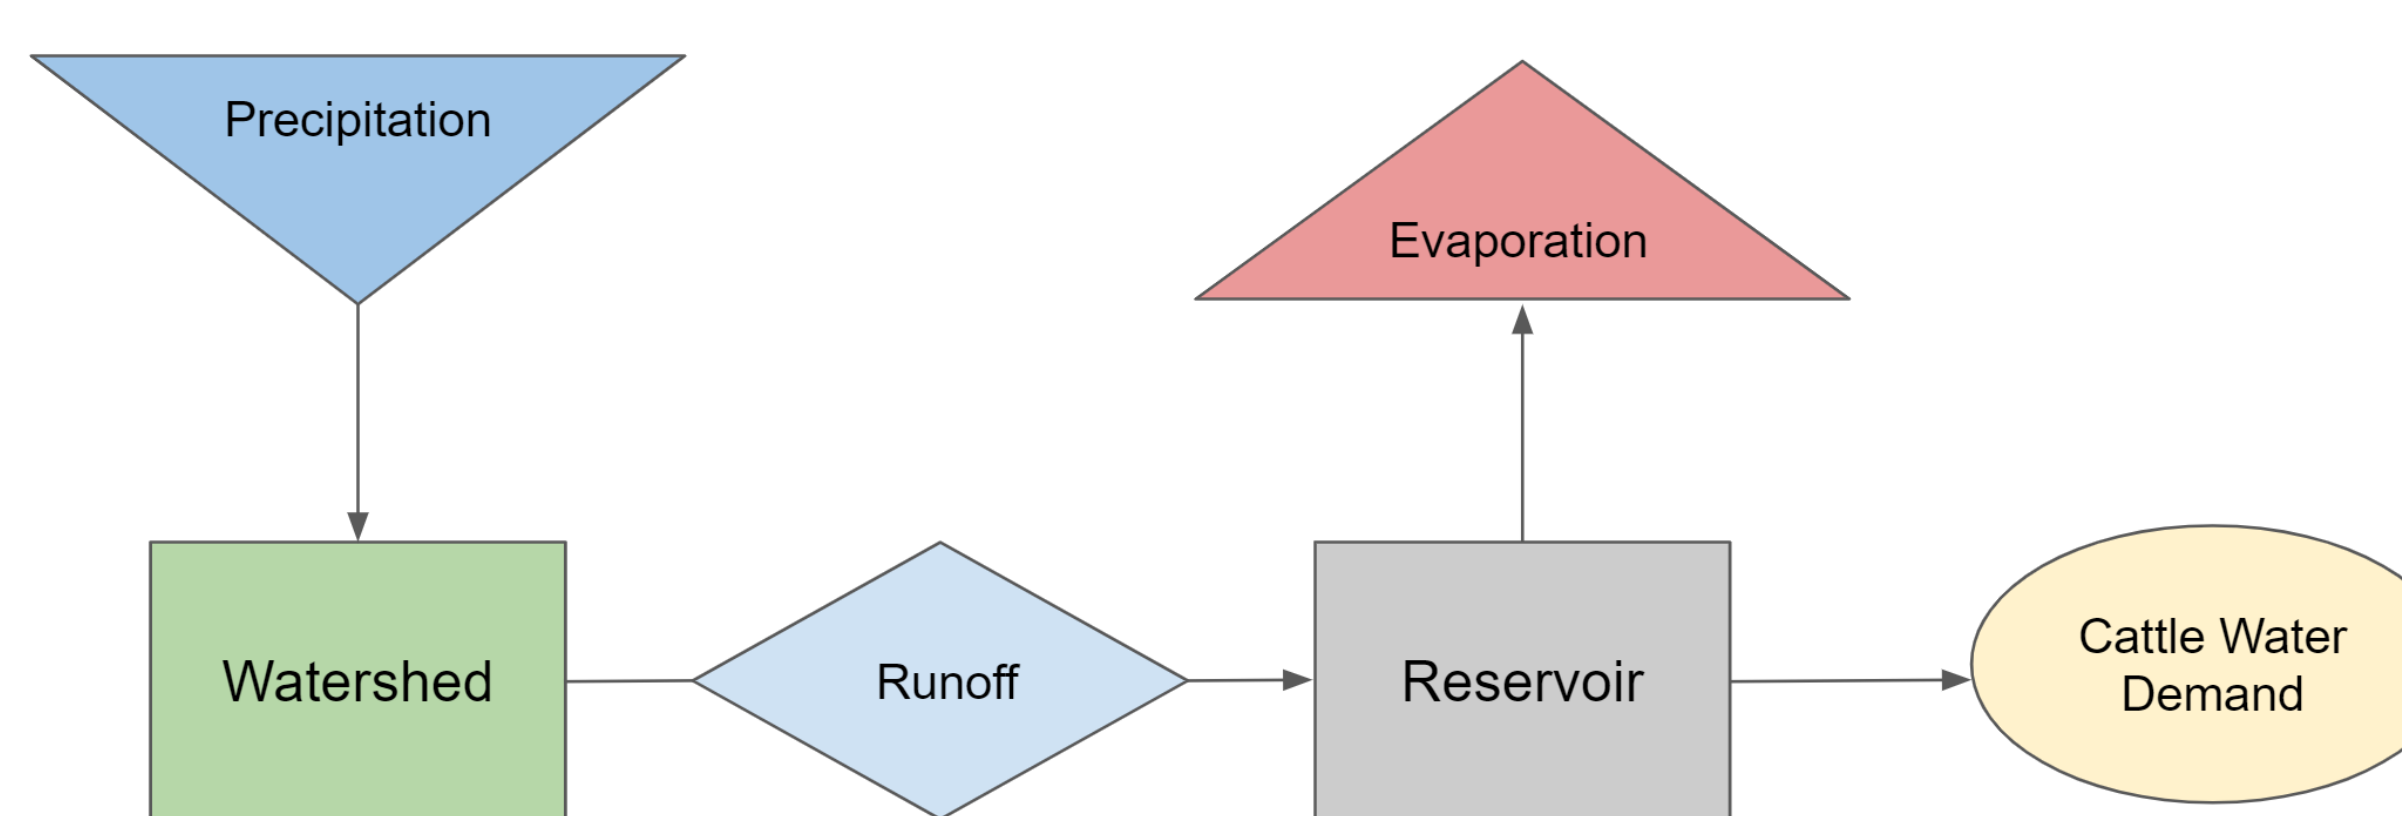 Precipitation
Evaporation
Watershed
Runoff
Reservoir
Cattle Water
Demand